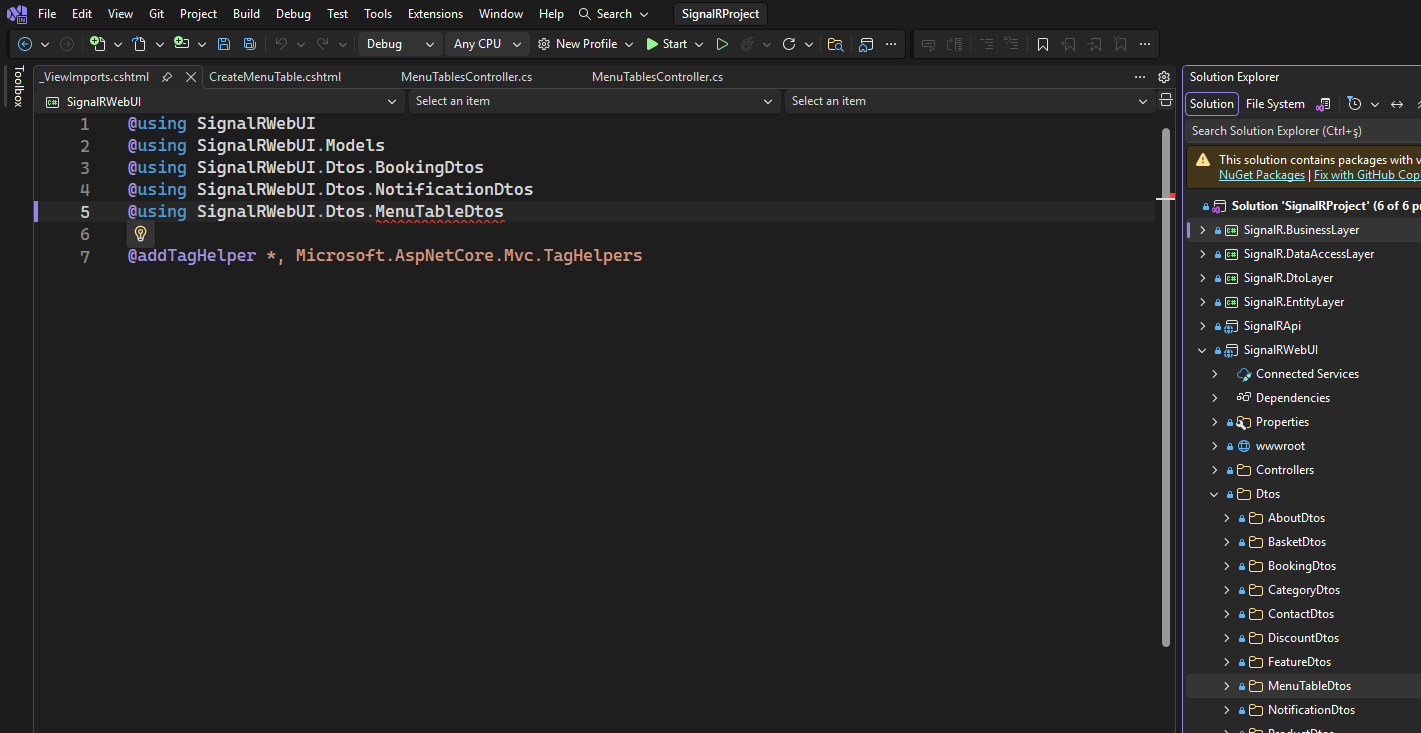 File Edit View Git Project Build Debug Test Tools Extensions Window Help Search SignalRProject
Debug Any CPU New Profile Start
Toolbox
_ViewImports.cshtml CreateMenuTable.cshtml MenuTablesController.cs MenuTablesController.cs
SignalRWebUI Select an item Select an item
1 @using SignalRWebUI
2 @using SignalRWebUI.Models
3 @using SignalRWebUI.Dtos.BookingDtos
4 @using SignalRWebUI.Dtos.NotificationDtos
5 @using SignalRWebUI.Dtos.MenuTableDtos
6
7 @addTagHelper *, Microsoft.AspNetCore.Mvc.TagHelpers
Solution Explorer
Solution File System
Search Solution Explorer (Ctrl+ş)
This solution contains packages with v
NuGet Packages | Fix with GitHub Cop
Solution 'SignalRProject' (6 of 6 pr
SignalR.BusinessLayer
SignalR.DataAccessLayer
SignalR.DtoLayer
SignalR.EntityLayer
SignalRApi
SignalRWebUI
Connected Services
Dependencies
Properties
wwwroot
Controllers
Dtos
AboutDtos
BasketDtos
BookingDtos
CategoryDtos
ContactDtos
DiscountDtos
FeatureDtos
MenuTableDtos
NotificationDtos